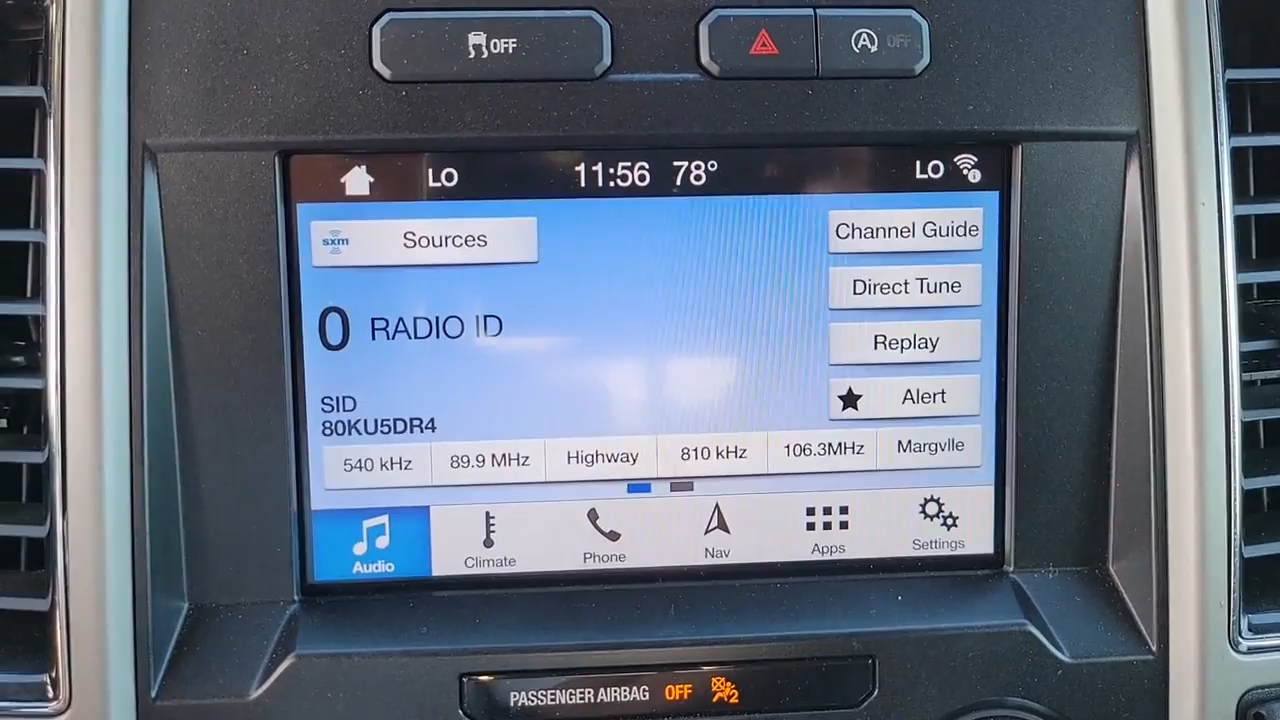 OFF
A OFF
LO 11:56 78° LO
sxm Sources
Channel Guide
Direct Tune
0 RADIO ID
Replay
Alert
SID
80KU5DR4
540 kHz 89.9 MHz Highway 810 kHz 106.3MHz Margvlle
Audio Climate Phone Nav Apps Settings
PASSENGER AIRBAG OFF 2